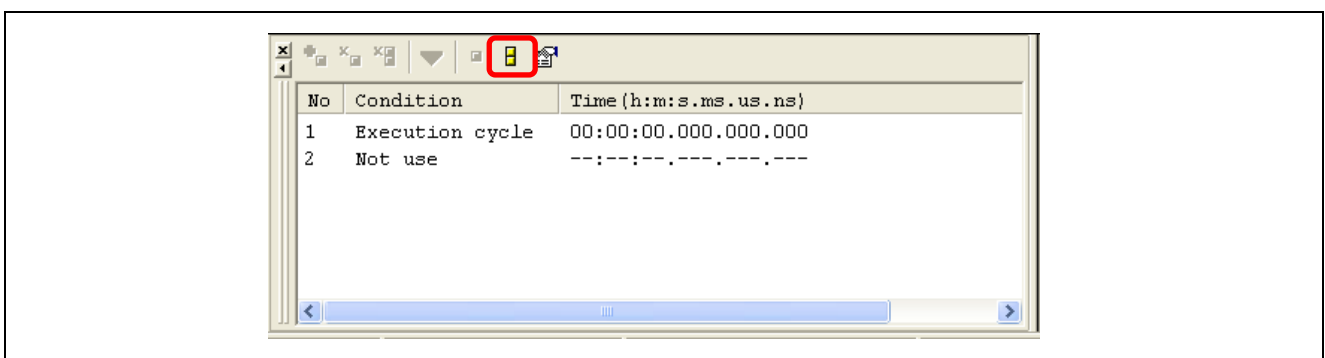 No Condition Time(h:m:s.ms.us.ns)
1 Execution cycle 00:00:00.000.000.000
2 Not use --:--:--.---.---.---